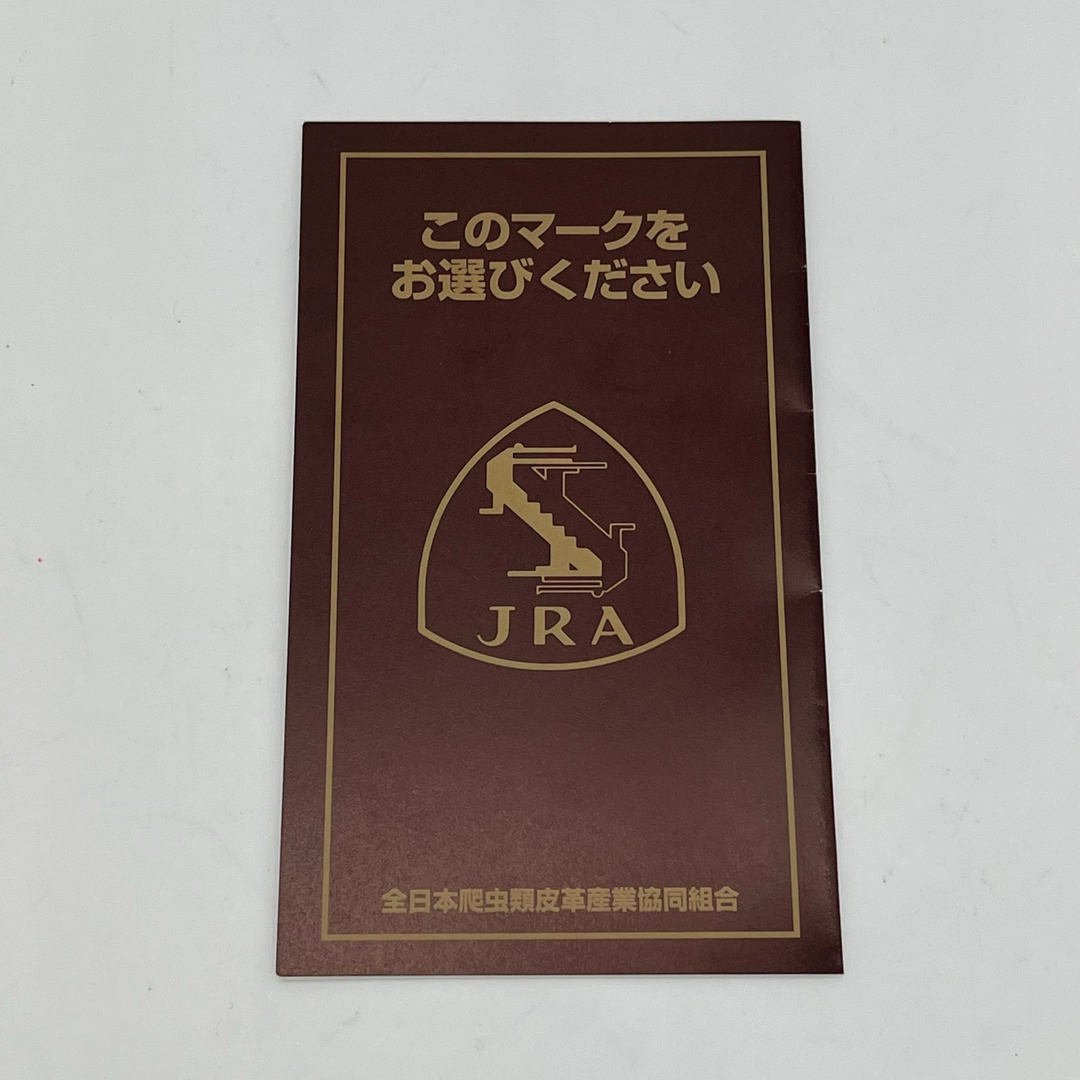 このマークを
お選びください
JRA
全日本爬虫類皮革産業協同組合